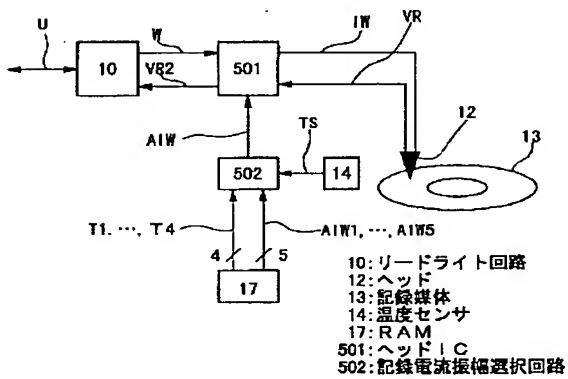 U
W
IW
VR
10
501
VR2
12
13
AIW
TS
502
14
T1.…, T4
AIW1,…, AIW5
4
5
17
10:リードライト回路
12:ヘッド
13:記録媒体
14:温度センサ
17:RAM
501:ヘッドIC
502:記録電流振幅選択回路